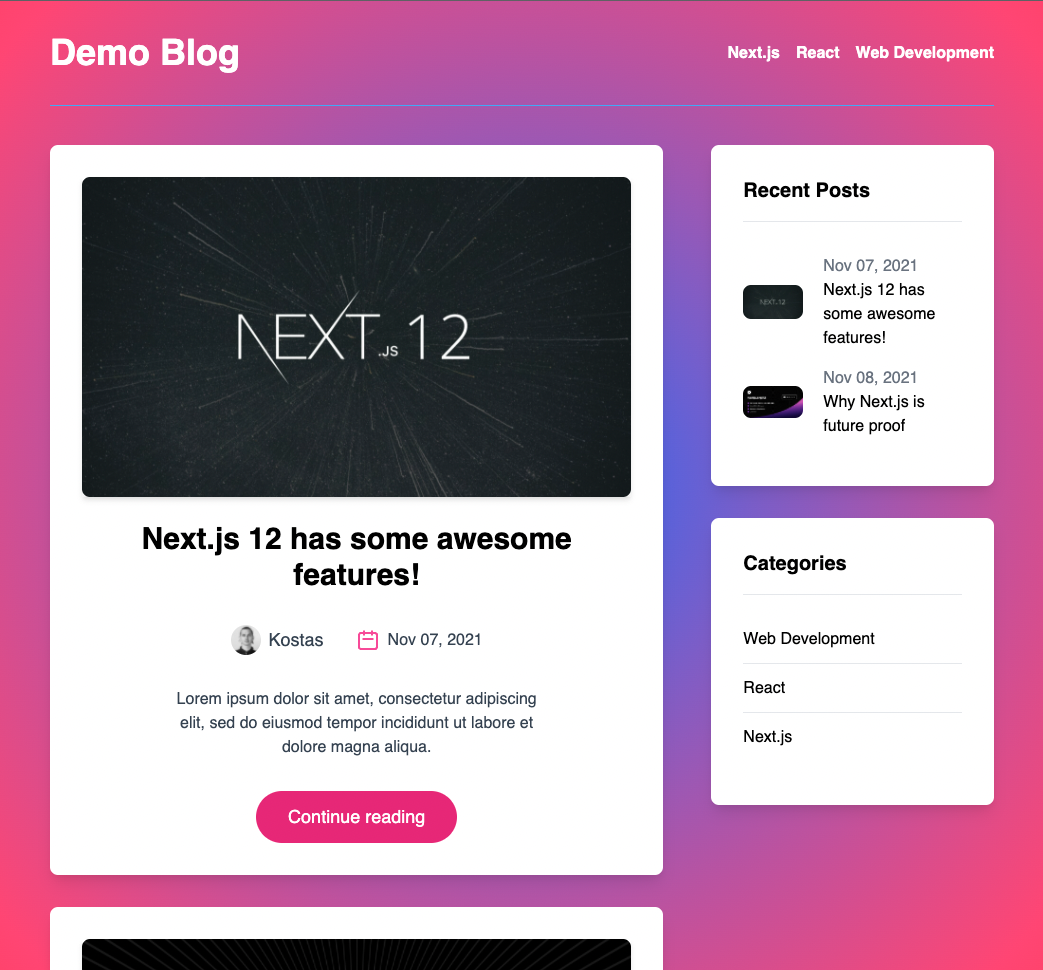 Demo Blog
Next.js React Web Development
NEXT.JS 12
Next.js 12 has some awesome
features!
Kostas
Nov 07, 2021
Lorem ipsum dolor sit amet, consectetur adipiscing
elit, sed do eiusmod tempor incididunt ut labore et
dolore magna aliqua.
Continue reading
Recent Posts
NEXT.JS 12
Nov 07, 2021
Next.js 12 has
some awesome
features!
Nov 08, 2021
Why Next.js is
future proof
Categories
Web Development
React
Next.js